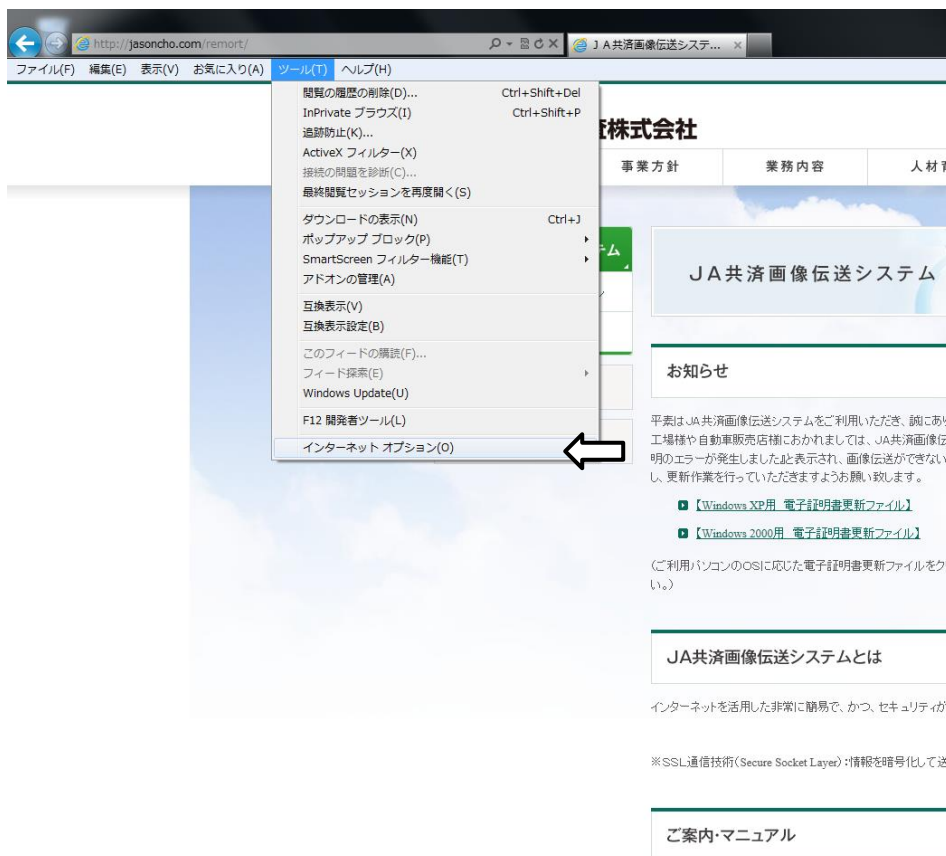 http://jasoncho.com/remort/
JA共済画像伝送システ...
ファイル(F) 編集(E) 表示(V) お気に入り(A) ツール(T) ヘルプ(H)
閲覧の履歴の削除(D)... Ctrl+Shift+Del
InPrivate ブラウズ(I) Ctrl+Shift+P
追跡防止(K)...
ActiveX フィルター(X)
接続の問題を診断(C)...
最終閲覧セッションを再度開く(S)
ダウンロードの表示(N) Ctrl+J
ポップアップ ブロック(P)
SmartScreen フィルター機能(T)
アドオンの管理(A)
互換表示(V)
互換表示設定(B)
このフィードの購読(F)...
フィード探索(E)
Windows Update(U)
F12 開発者ツール(L)
インターネット オプション(O)
株式会社
事業方針 業務内容 人材
テム
JA共済画像伝送システム
お知らせ
平素はJA共済画像伝送システムをご利用いただき、誠にあ
工場様や自動車販売店様におかれましては、JA共済画像伝
明のエラーが発生しました」と表示され、画像伝送ができない
し、更新作業を行っていただきますようお願い致します。
【Windows XP用 電子証明書更新ファイル】
【Windows 2000用 電子証明書更新ファイル】
(ご利用パソコンのOSに応じた電子証明書更新ファイルをク
い。)
JA共済画像伝送システムとは
インターネットを活用した非常に簡易で、かつ、セキュリティが
※SSL通信技術(Secure Socket Layer):情報を暗号化して送
ご案内・マニュアル